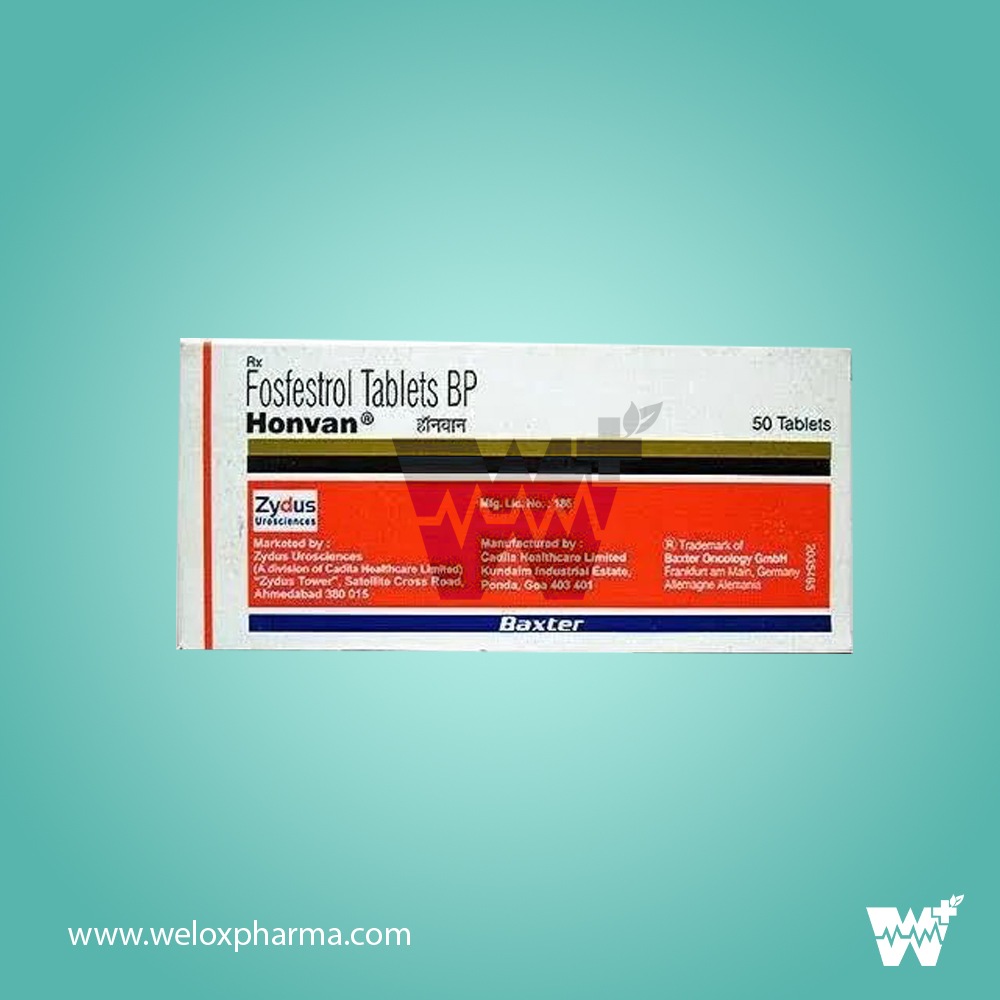 Rx
Fosfestrol Tablets BP
Honvan® हॉनवान
50 Tablets
Zydus
Urosciences
Marketed by :
Zydus Urosciences
(A division of Cadila Healthcare Limited)
"Zydus Tower", Satellite Cross Road,
Ahmedabad 380 015
Mfg. Lic. No. : 186
Manufactured by :
Cadila Healthcare Limited
Kundaim Industrial Estate,
Ponda, Goa 403 401
® Trademark of
Baxter Oncology GmbH
Frankfurt am Main, Germany
Allemagne Alemania
2035465
Baxter
www.weloxpharma.com